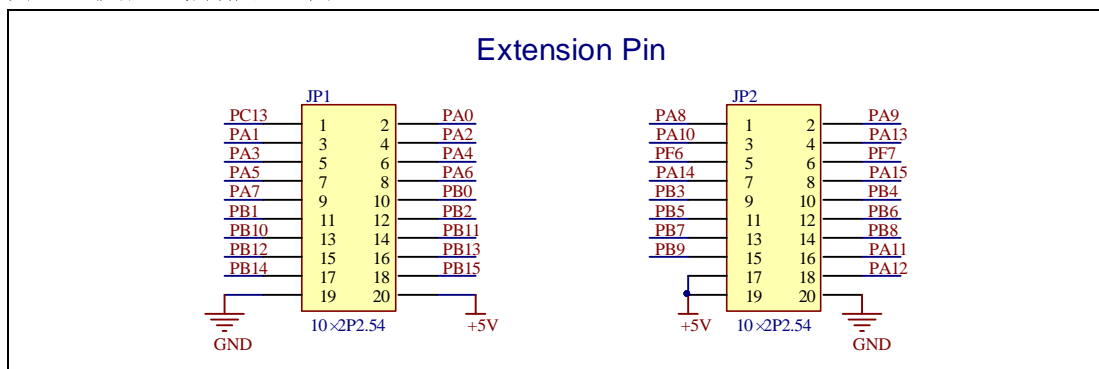 Extension Pin
JP1
PC13 1 2 PA0
PA1 3 4 PA2
PA3 5 6 PA4
PA5 7 8 PA6
PA7 9 10 PB0
PB1 11 12 PB2
PB10 13 14 PB11
PB12 15 16 PB13
PB14 17 18 PB15
19 20
GND 10×2P2.54 +5V
JP2
PA8 1 2 PA9
PA10 3 4 PA13
PF6 5 6 PF7
PA14 7 8 PA15
PB3 9 10 PB4
PB5 11 12 PB6
PB7 13 14 PB8
PB9 15 16 PA11
17 18 PA12
19 20
+5V 10×2P2.54 GND